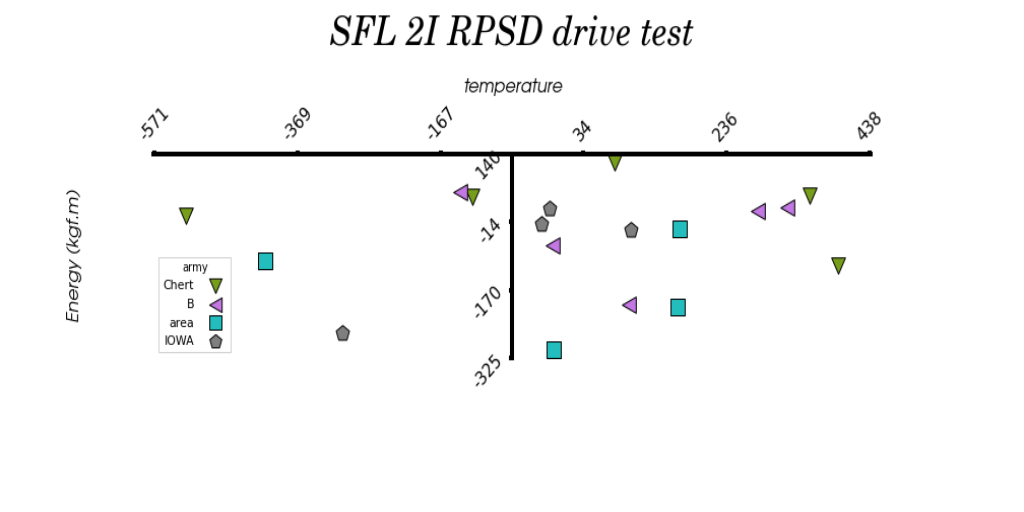 SFL 2I RPSD drive test
temperature
-571
-369
-167
34
236
438
Energy (kgf.m)
140
-14
-170
-325
army
Chert
B
area
IOWA